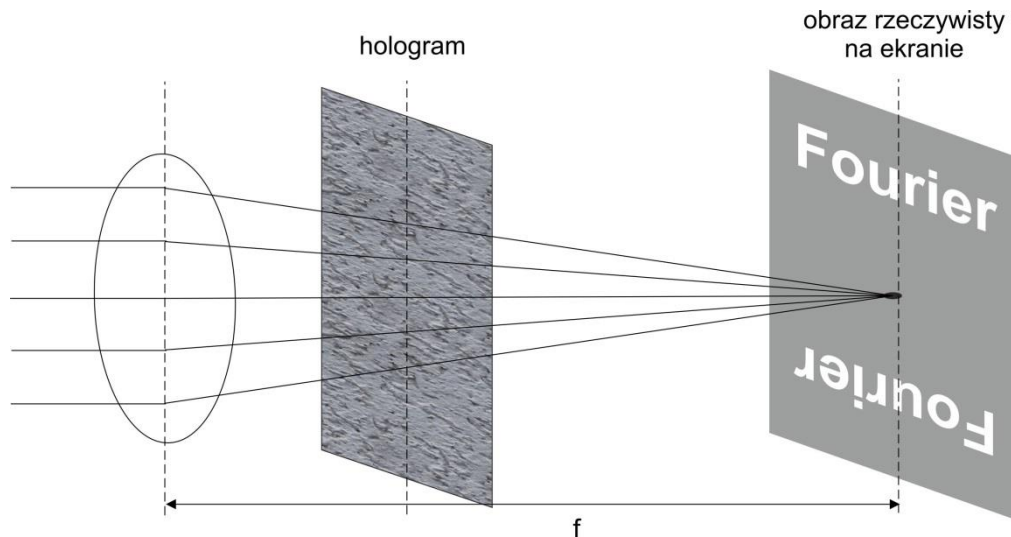 hologram
obraz rzeczywisty
na ekranie
Fourier
Fourier
f